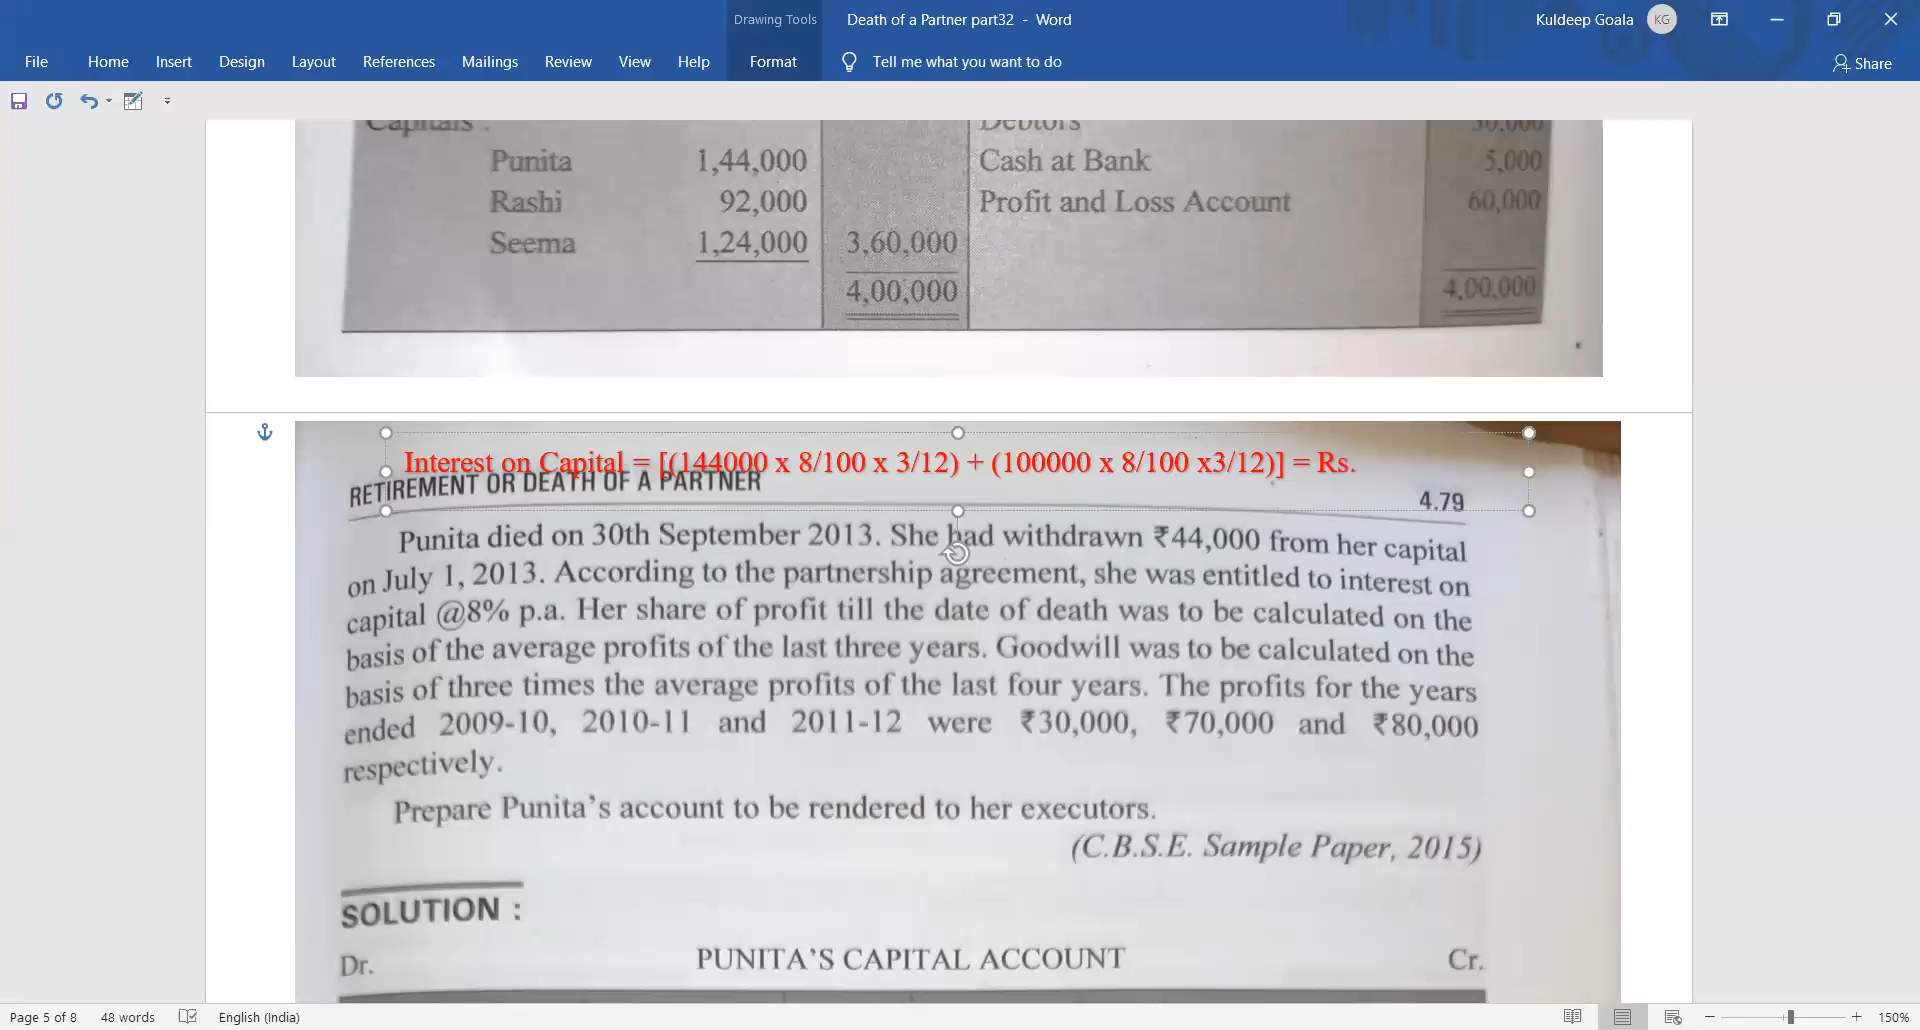 Drawing Tools
Death of a Partner part32 - Word
Kuldeep Goala KG
File Home Insert Design Layout References Mailings Review View Help Format Tell me what you want to do Share
Capitals : Debtors 30,000
Punita 1,44,000 Cash at Bank 5,000
Rashi 92,000 Profit and Loss Account 60,000
Seema 1,24,000 3,60,000
4,00,000 4,00,000
Interest on Capital = [(144000 x 8/100 x 3/12) + (100000 x 8/100 x3/12)] = Rs.
RETIREMENT OR DEATH OF A PARTNER 4.79
Punita died on 30th September 2013. She had withdrawn ₹44,000 from her capital
on July 1, 2013. According to the partnership agreement, she was entitled to interest on
capital @8% p.a. Her share of profit till the date of death was to be calculated on the
basis of the average profits of the last three years. Goodwill was to be calculated on the
basis of three times the average profits of the last four years. The profits for the years
ended 2009-10, 2010-11 and 2011-12 were ₹30,000, ₹70,000 and ₹80,000
respectively.
Prepare Punita's account to be rendered to her executors.
(C.B.S.E. Sample Paper, 2015)
SOLUTION :
Dr. PUNITA'S CAPITAL ACCOUNT Cr.
Page 5 of 8 48 words English (India) 150%